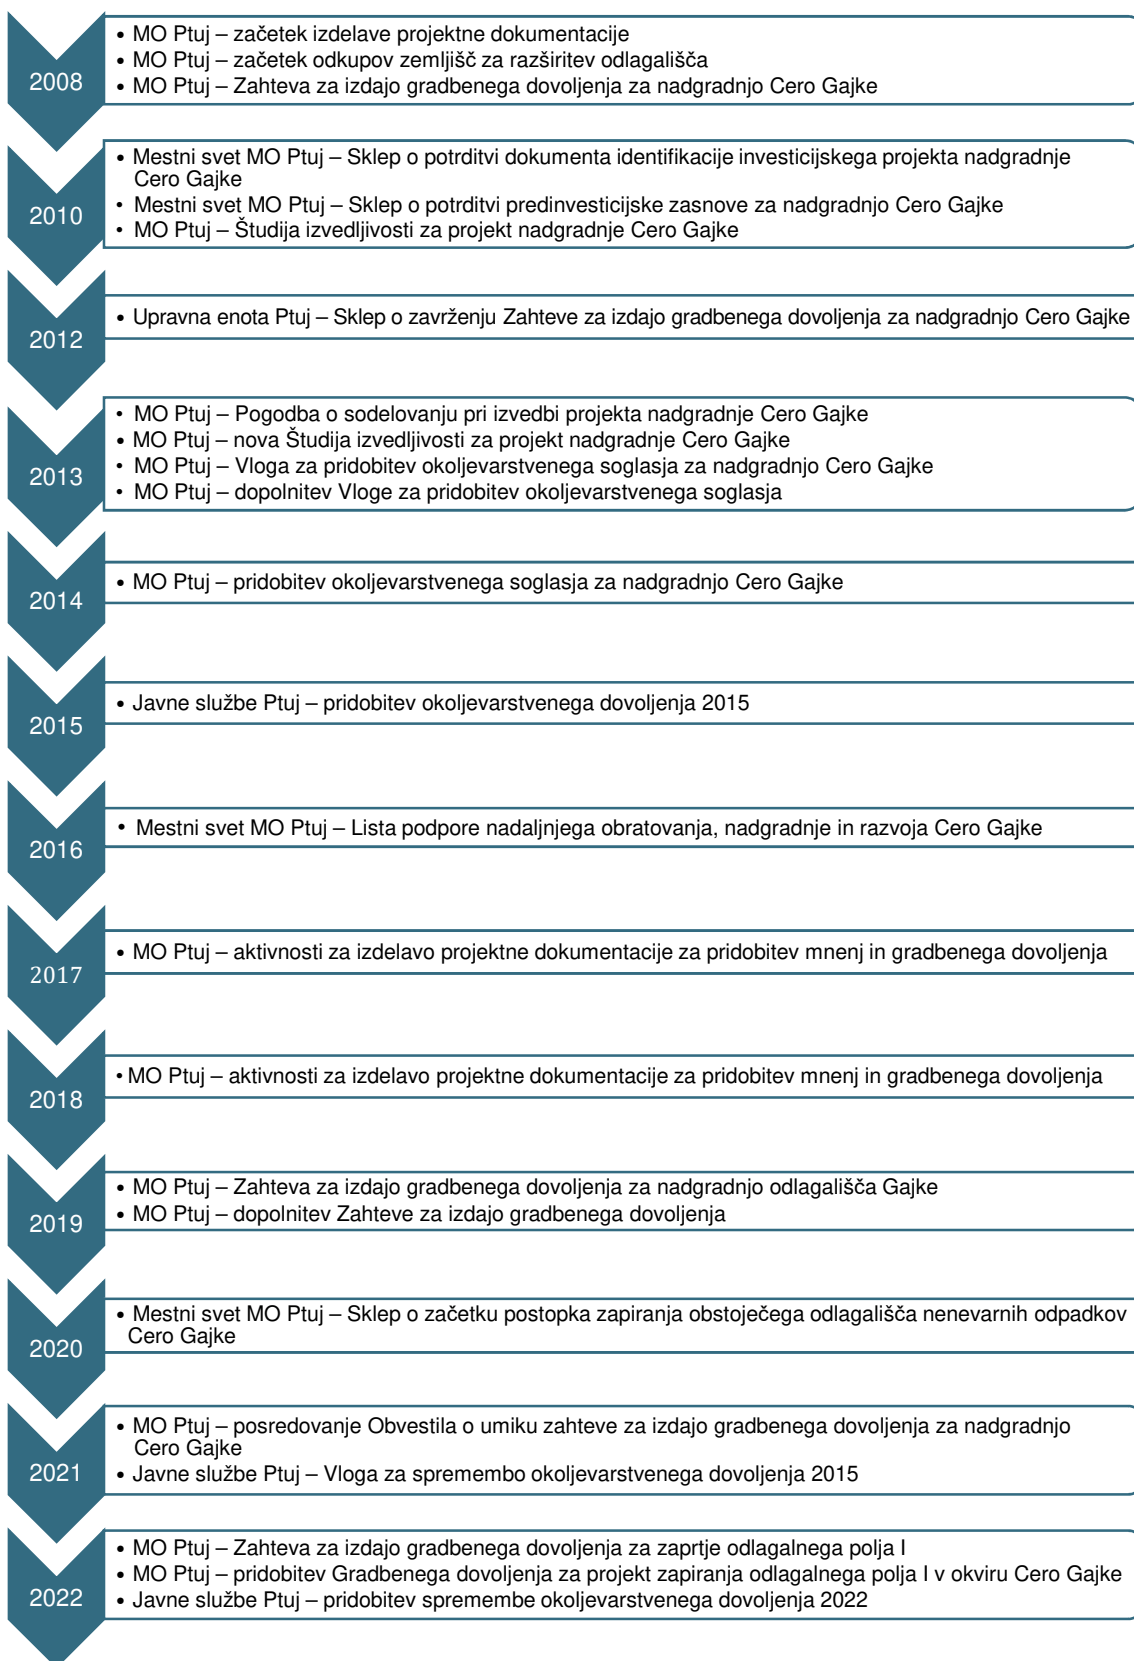 2008
• MO Ptuj – začetek izdelave projektne dokumentacije
• MO Ptuj – začetek odkupov zemljišč za razširitev odlagališča
• MO Ptuj – Zahteva za izdajo gradbenega dovoljenja za nadgradnjo Cero Gajke
2010
• Mestni svet MO Ptuj – Sklep o potrditvi dokumenta identifikacije investicijskega projekta nadgradnje
Cero Gajke
• Mestni svet MO Ptuj – Sklep o potrditvi predinvesticijske zasnove za nadgradnjo Cero Gajke
• MO Ptuj – Študija izvedljivosti za projekt nadgradnje Cero Gajke
2012
• Upravna enota Ptuj – Sklep o zavrženju Zahteve za izdajo gradbenega dovoljenja za nadgradnjo Cero Gajke
2013
• MO Ptuj – Pogodba o sodelovanju pri izvedbi projekta nadgradnje Cero Gajke
• MO Ptuj – nova Študija izvedljivosti za projekt nadgradnje Cero Gajke
• MO Ptuj – Vloga za pridobitev okoljevarstvenega soglasja za nadgradnjo Cero Gajke
• MO Ptuj – dopolnitev Vloge za pridobitev okoljevarstvenega soglasja
2014
• MO Ptuj – pridobitev okoljevarstvenega soglasja za nadgradnjo Cero Gajke
2015
• Javne službe Ptuj – pridobitev okoljevarstvenega dovoljenja 2015
2016
• Mestni svet MO Ptuj – Lista podpore nadaljnjega obratovanja, nadgradnje in razvoja Cero Gajke
2017
• MO Ptuj – aktivnosti za izdelavo projektne dokumentacije za pridobitev mnenj in gradbenega dovoljenja
2018
• MO Ptuj – aktivnosti za izdelavo projektne dokumentacije za pridobitev mnenj in gradbenega dovoljenja
2019
• MO Ptuj – Zahteva za izdajo gradbenega dovoljenja za nadgradnjo odlagališča Gajke
• MO Ptuj – dopolnitev Zahteve za izdajo gradbenega dovoljenja
2020
• Mestni svet MO Ptuj – Sklep o začetku postopka zapiranja obstoječega odlagališča nenevarnih odpadkov
Cero Gajke
2021
• MO Ptuj – posredovanje Obvestila o umiku zahteve za izdajo gradbenega dovoljenja za nadgradnjo
Cero Gajke
• Javne službe Ptuj – Vloga za spremembo okoljevarstvenega dovoljenja 2015
2022
• MO Ptuj – Zahteva za izdajo gradbenega dovoljenja za zaprtje odlagalnega polja I
• MO Ptuj – pridobitev Gradbenega dovoljenja za projekt zapiranja odlagalnega polja I v okviru Cero Gajke
• Javne službe Ptuj – pridobitev spremembe okoljevarstvenega dovoljenja 2022